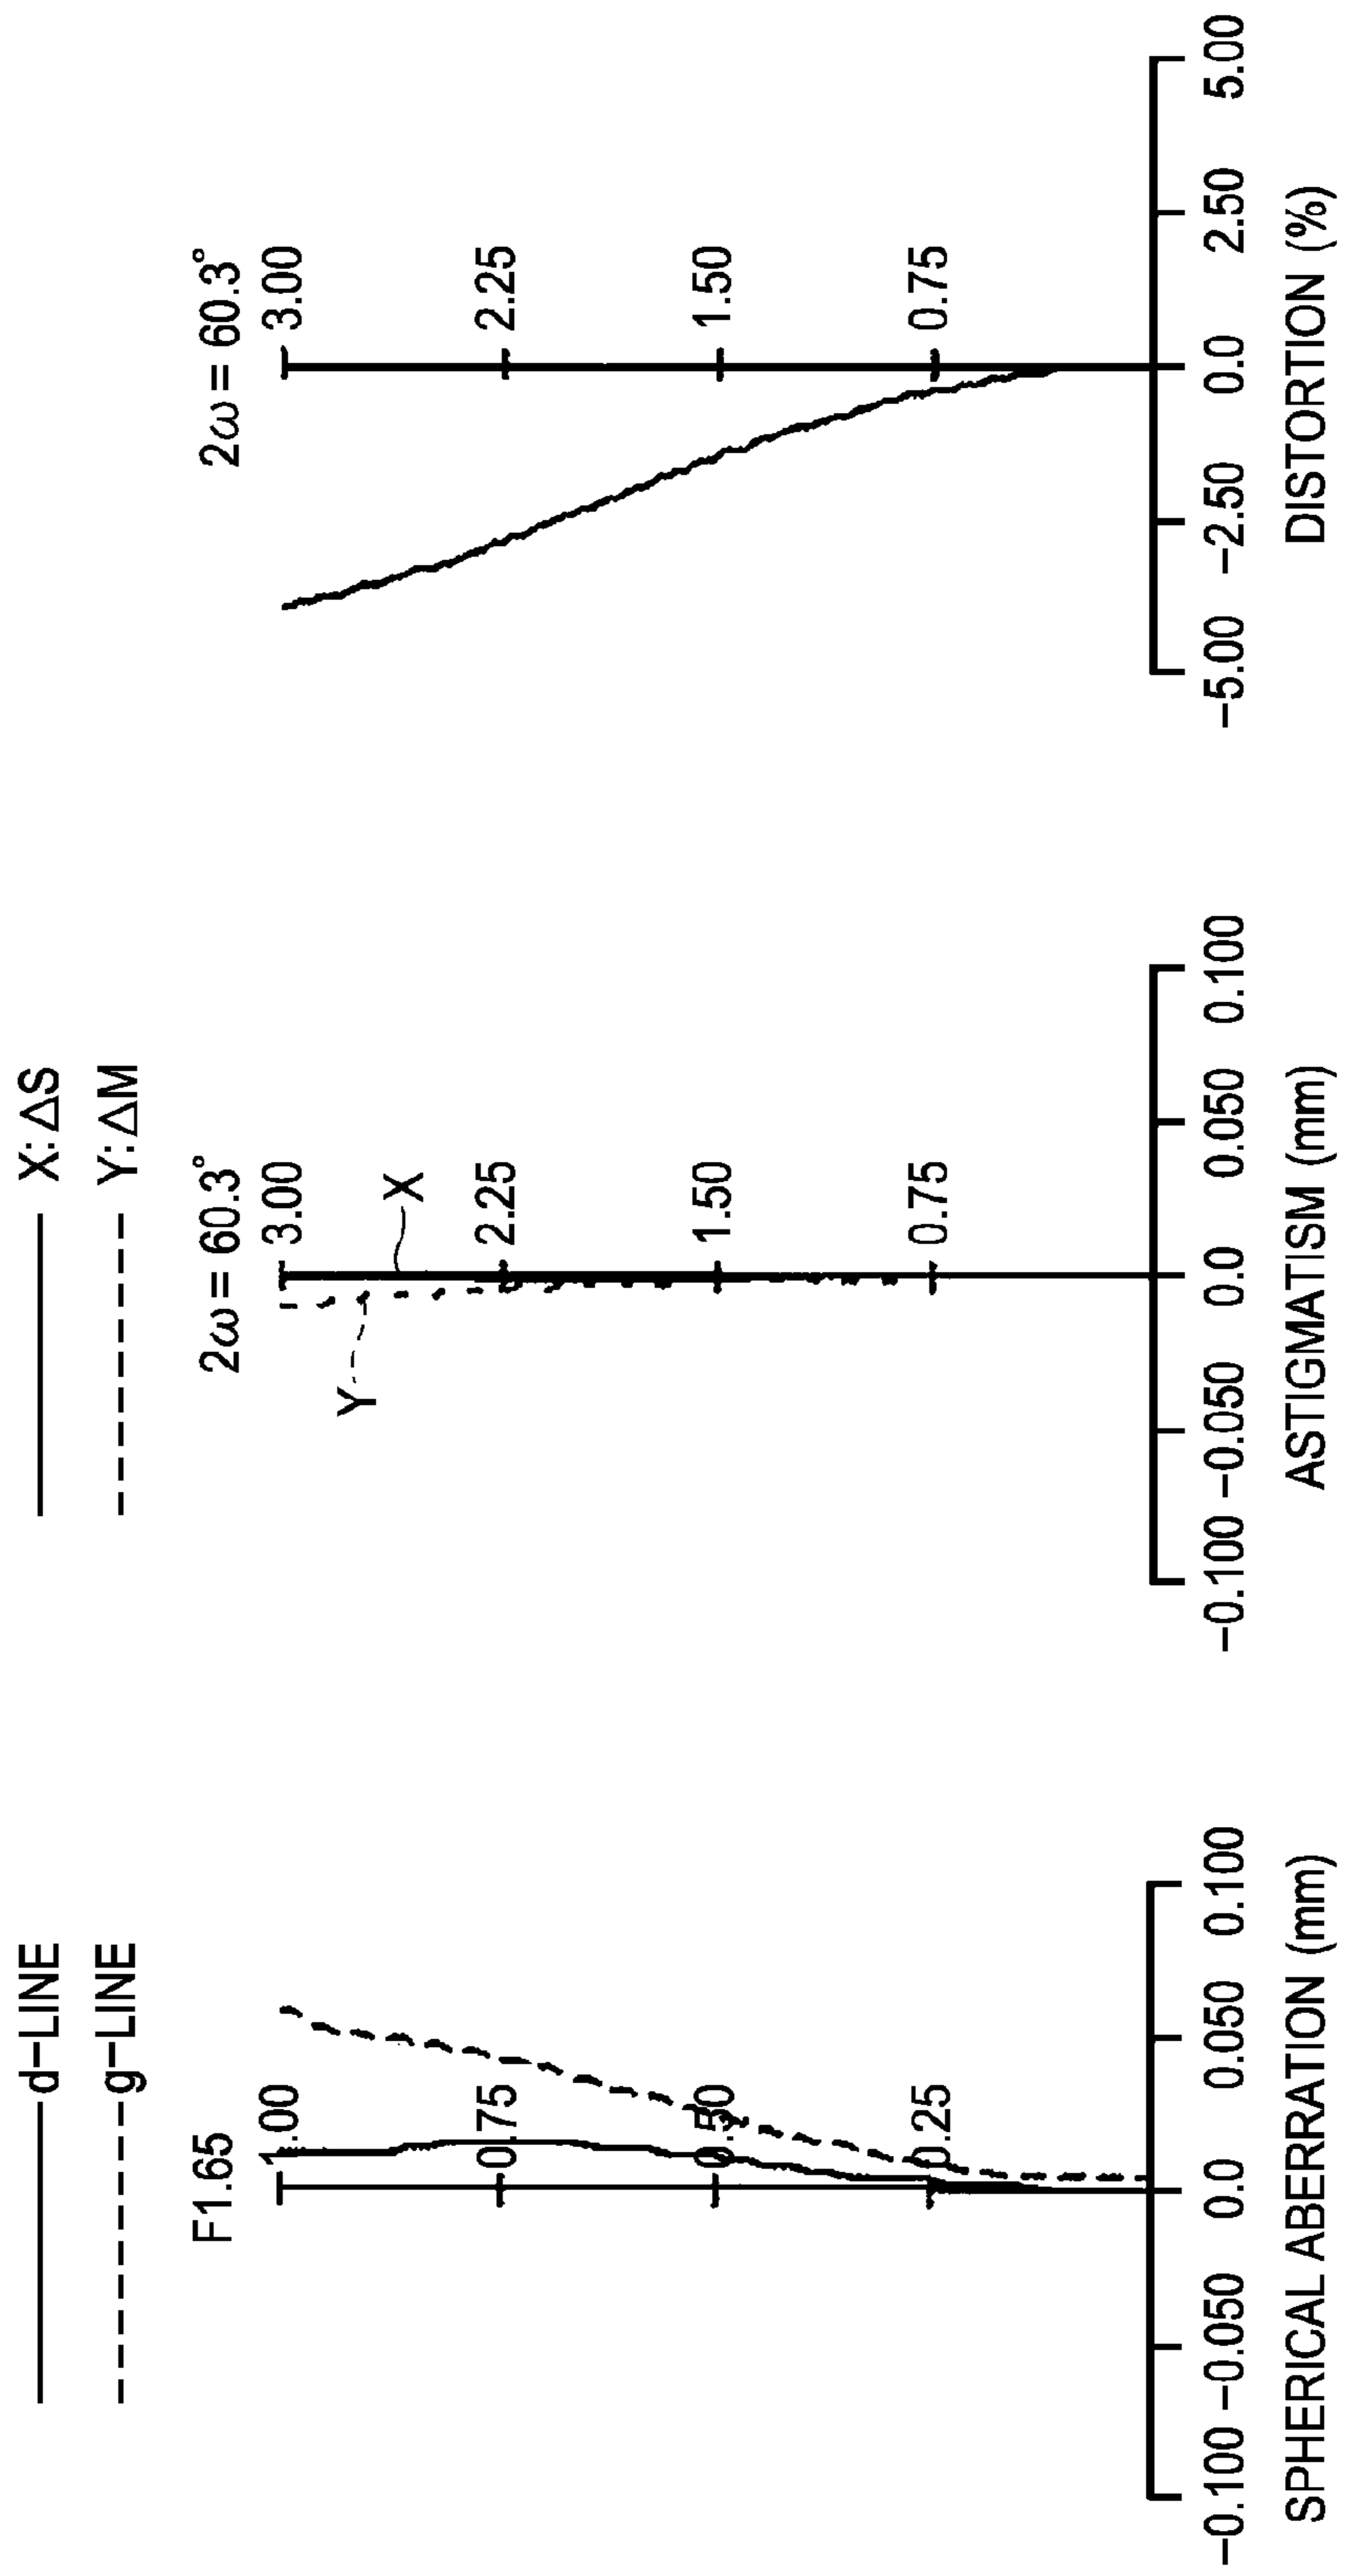 d-LINE
g-LINE
F1.65
1.00
0.75
0.50
0.25
-0.100 -0.050 0.0 0.050 0.100
SPHERICAL ABERRATION (mm)
X: ΔS
Y: ΔM
2ω = 60.3°
3.00
X
Y
2.25
1.50
0.75
-0.100 -0.050 0.0 0.050 0.100
ASTIGMATISM (mm)
2ω = 60.3°
3.00
2.25
1.50
0.75
-5.00 -2.50 0.0 2.50 5.00
DISTORTION (%)